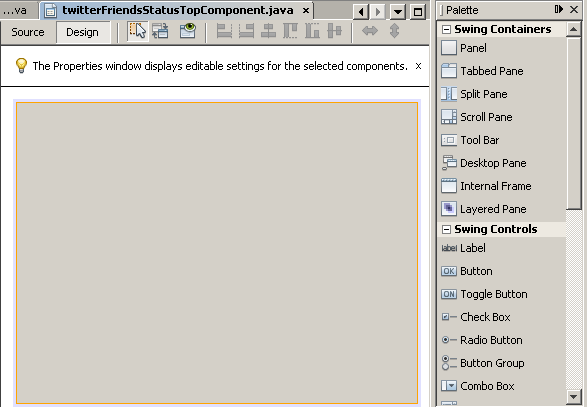 ...va
twitterFriendsStatusTopComponent.java x
Palette
Source
Design
The Properties window displays editable settings for the selected components. x
Swing Containers
Panel
Tabbed Pane
Split Pane
Scroll Pane
Tool Bar
Desktop Pane
Internal Frame
Layered Pane
Swing Controls
label Label
OK Button
ON Toggle Button
Check Box
Radio Button
Button Group
Combo Box